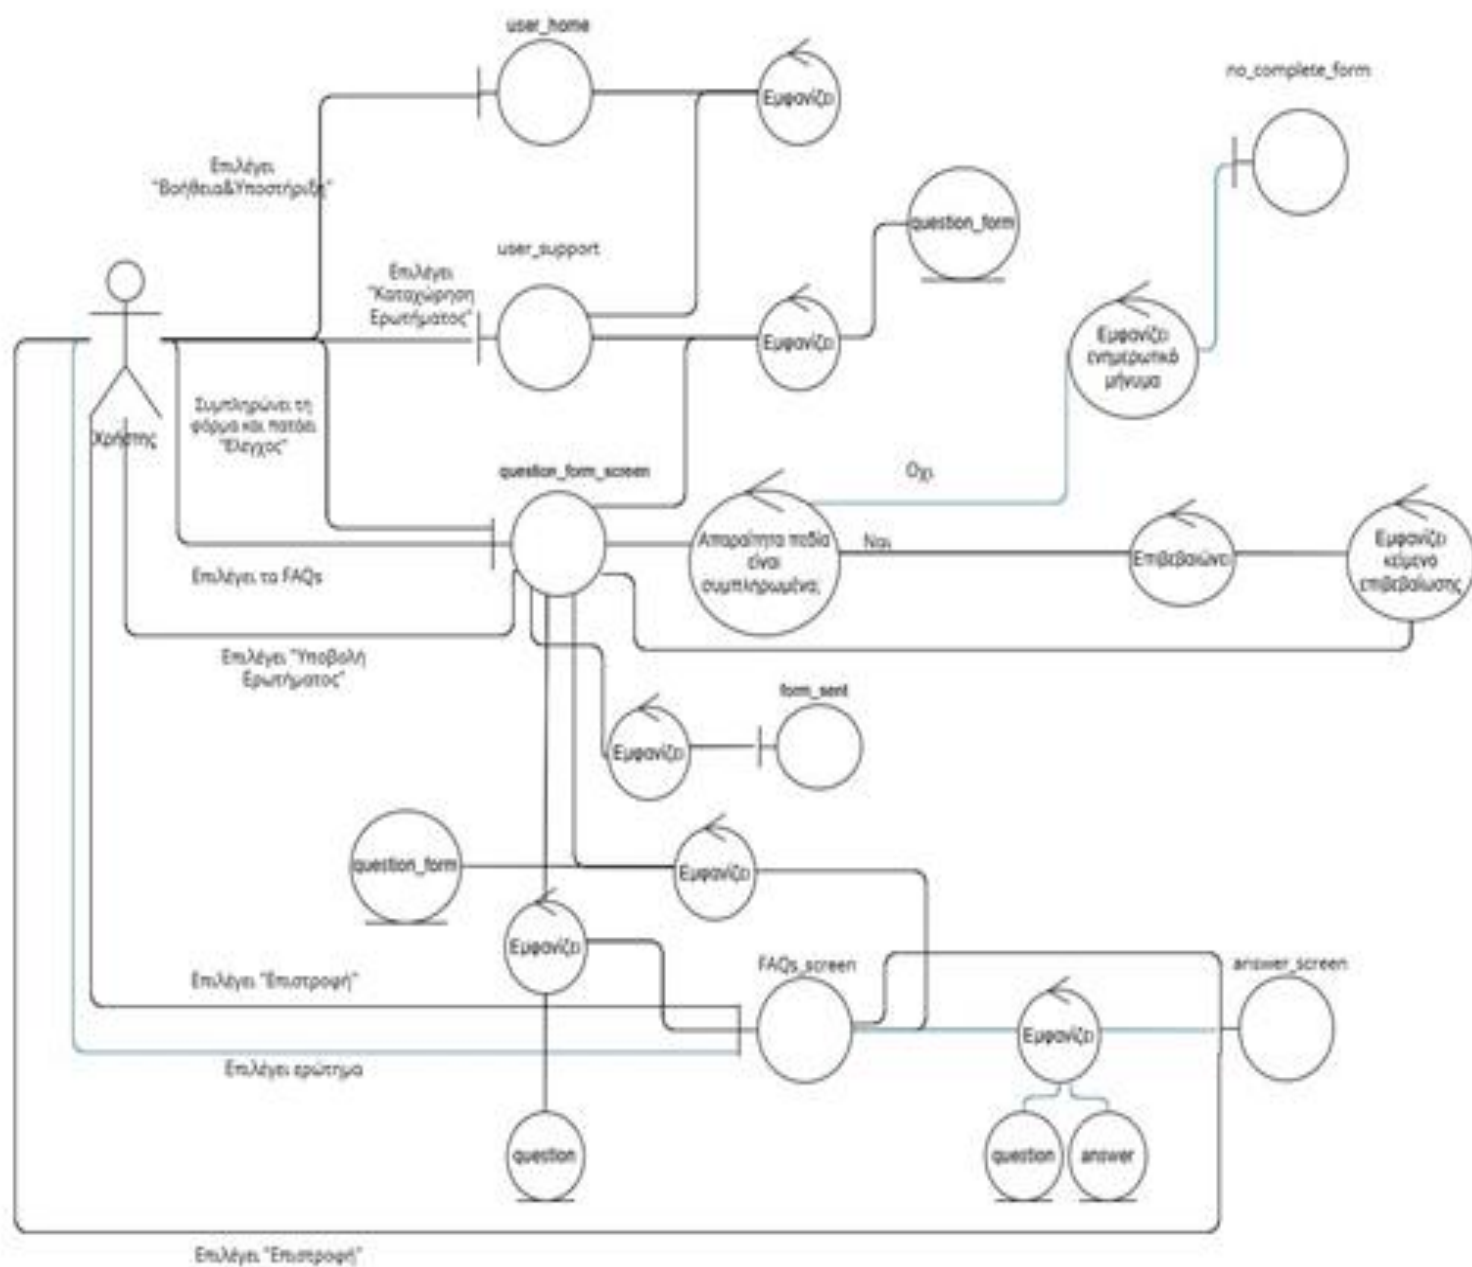 user_home
Εμφανίζει
no_complete_form
Επιλέγει
"Βοήθεια&Υποστήριξη"
question_form
user_support
Επιλέγει
"Καταχώρηση
Ερωτήματος"
Εμφανίζει
Εμφανίζει
ενημερωτικό
μήνυμα
Χρήστης
Συμπληρώνει τη
φόρμα και πατάει
"Έλεγχος"
question_form_screen
Όχι
Απαραίτητα πεδία
είναι
συμπληρωμένα;
Ναι
Επιβεβαιώνει
Εμφανίζει
κείμενο
επιβεβαίωσης
Επιλέγει τα FAQs
Επιλέγει "Υποβολή
Ερωτήματος"
form_sent
Εμφανίζει
question_form
Εμφανίζει
Εμφανίζει
FAQs_screen
answer_screen
Επιλέγει "Επιστροφή"
Εμφανίζει
Επιλέγει ερώτημα
question
question
answer
Επιλέγει "Επιστροφή"